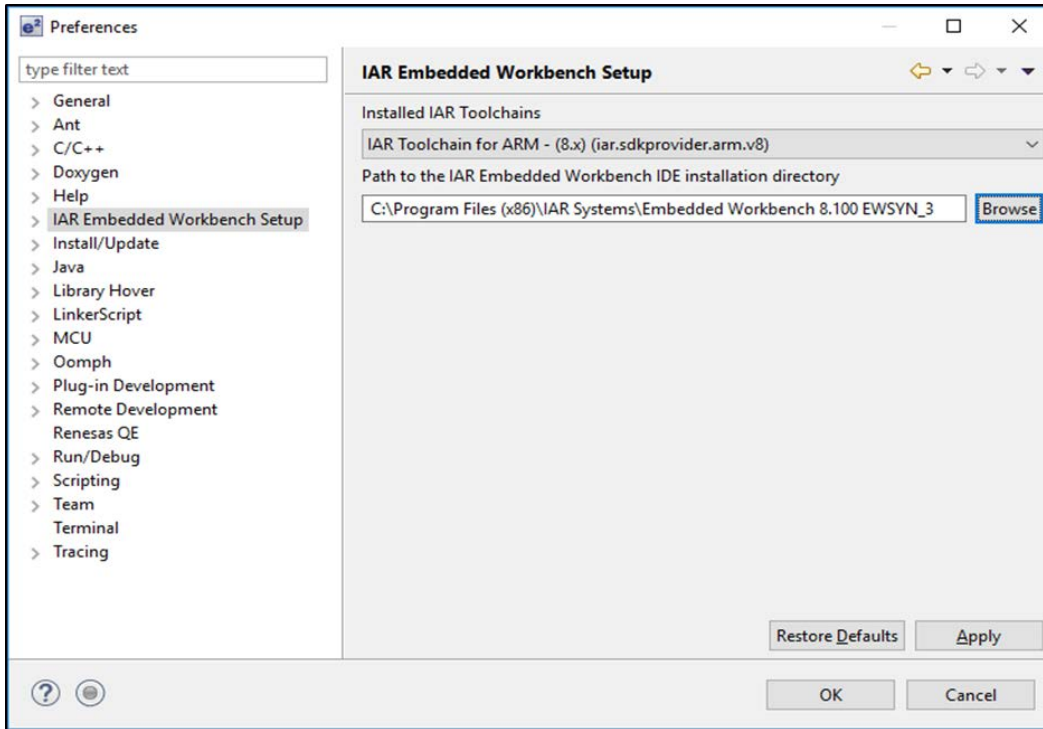 e² Preferences
type filter text
General
Ant
C/C++
Doxygen
Help
IAR Embedded Workbench Setup
Install/Update
Java
Library Hover
LinkerScript
MCU
Oomph
Plug-in Development
Remote Development
Renesas QE
Run/Debug
Scripting
Team
Terminal
Tracing
IAR Embedded Workbench Setup
Installed IAR Toolchains
IAR Toolchain for ARM - (8.x) (iar.sdkprovider.arm.v8)
Path to the IAR Embedded Workbench IDE installation directory
C:\Program Files (x86)\IAR Systems\Embedded Workbench 8.100 EWSYN_3
Browse
Restore Defaults
Apply
?
OK
Cancel